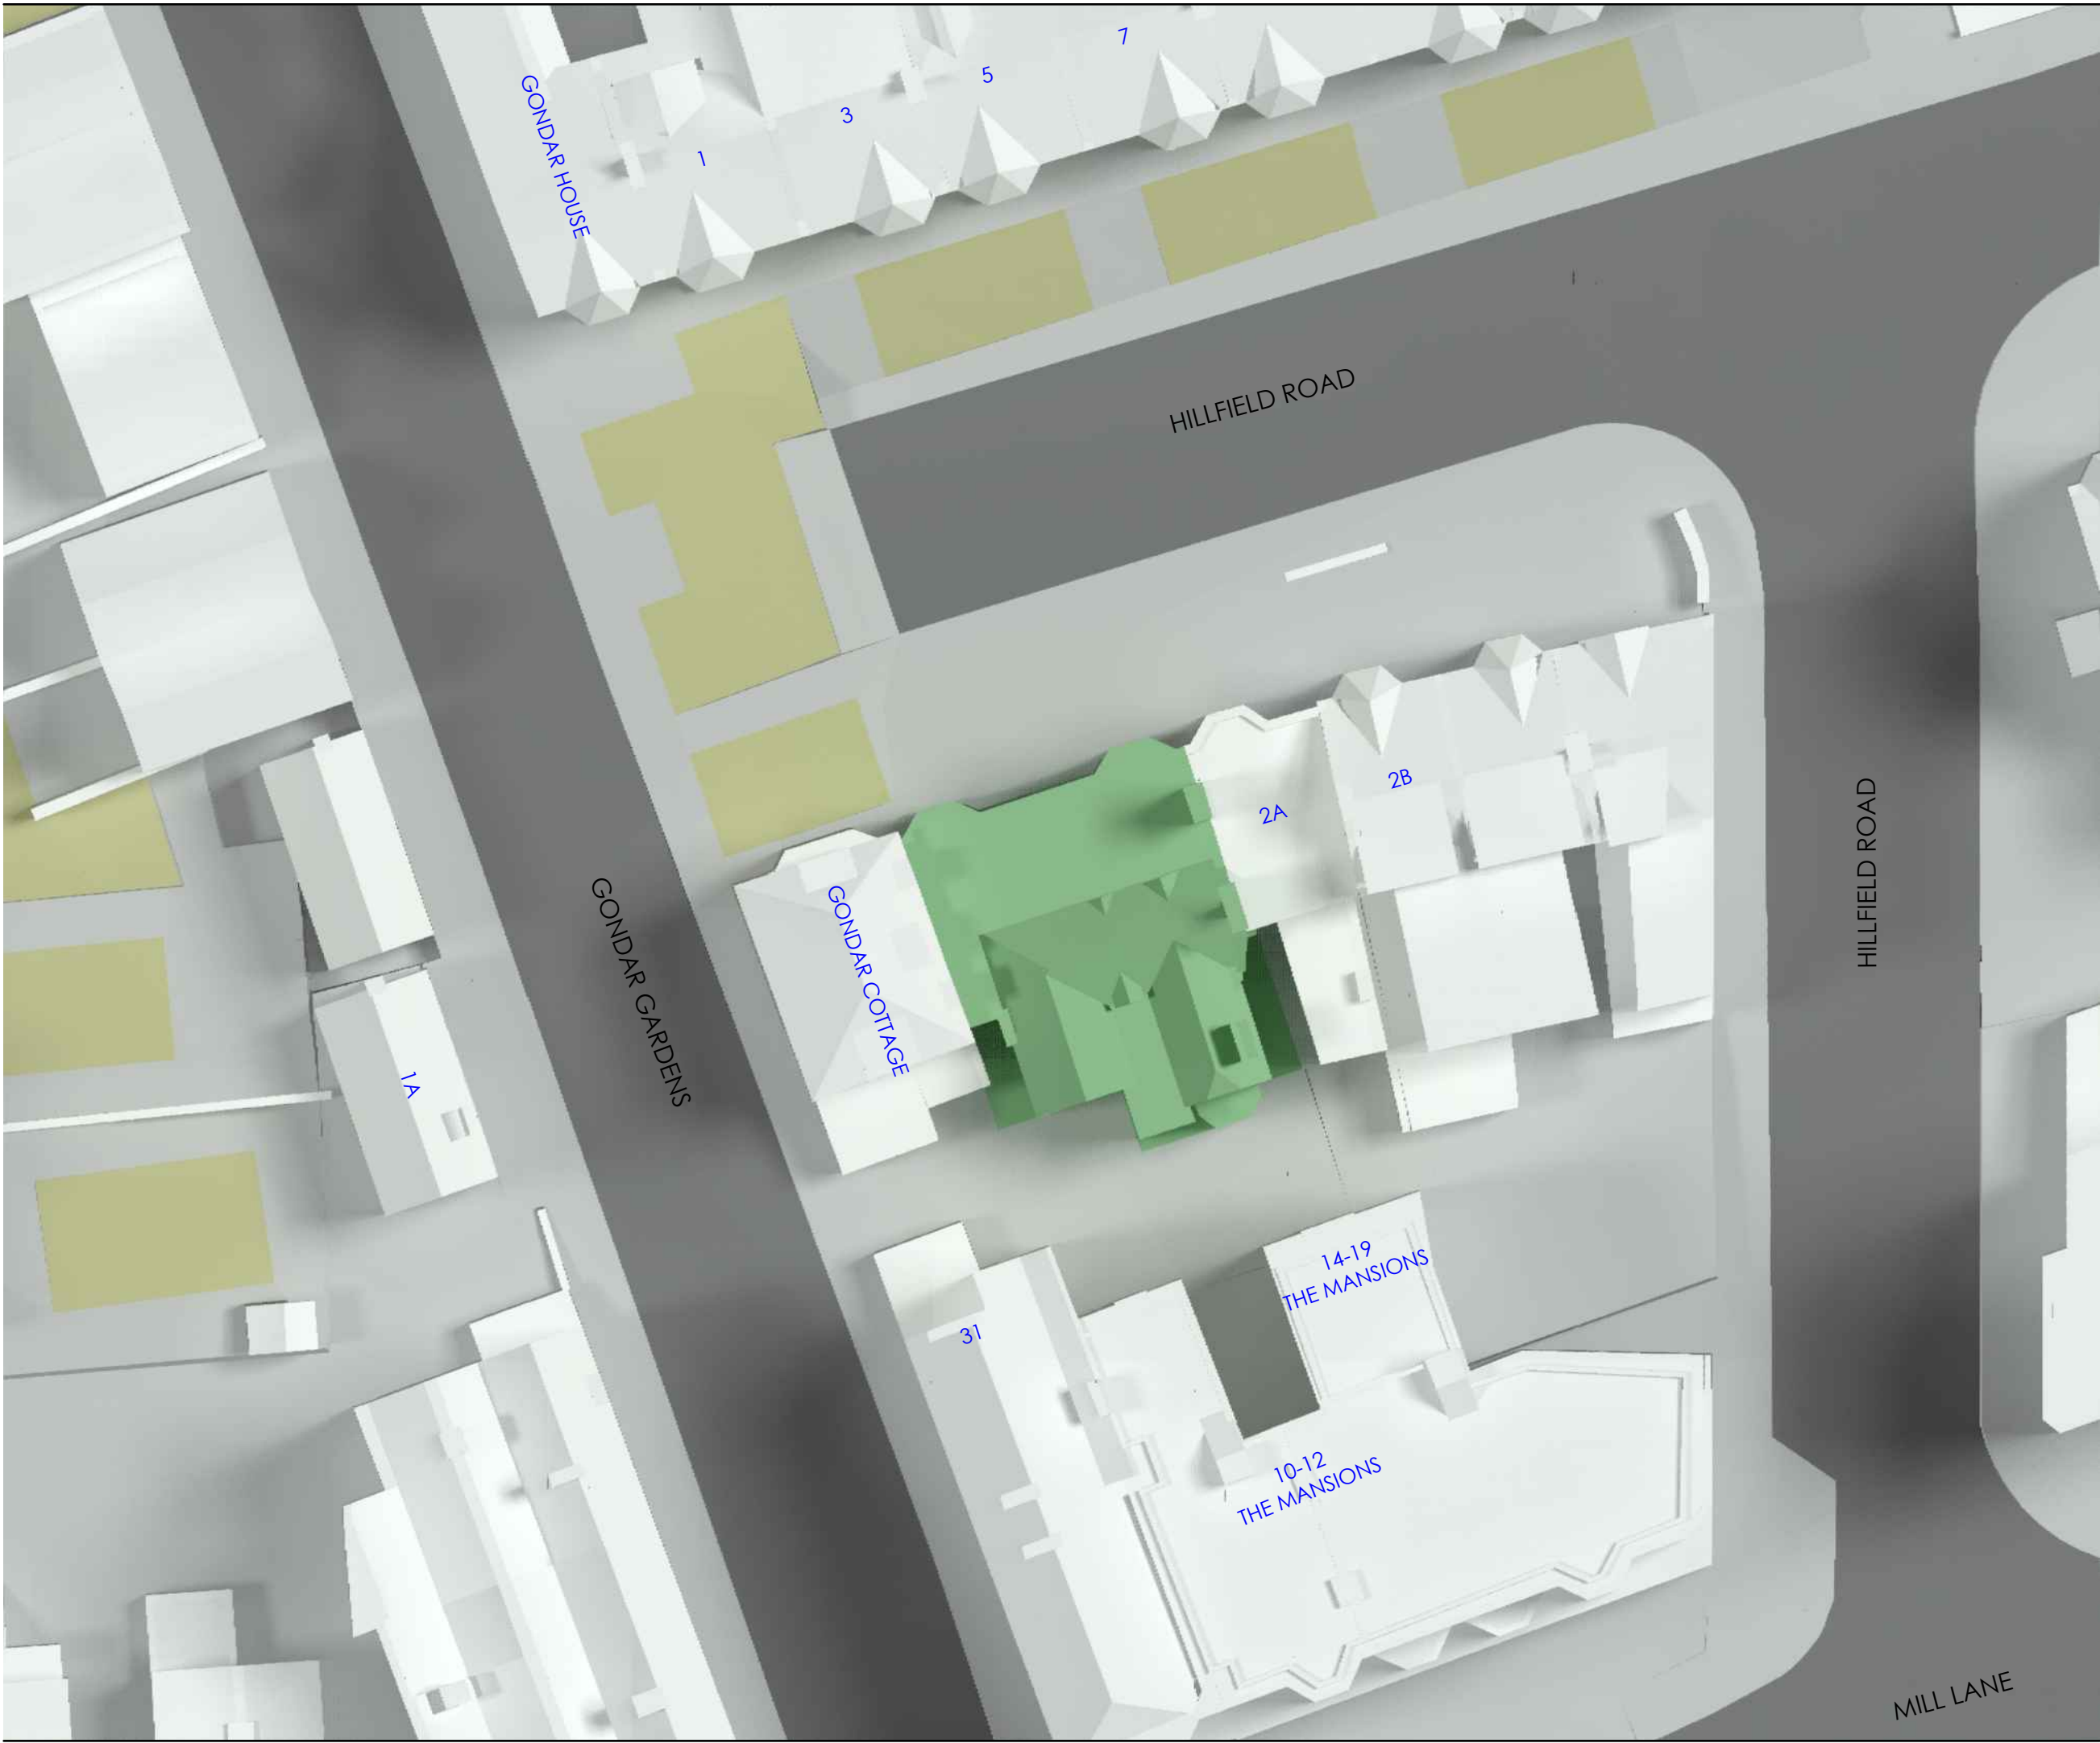 7
5
3
1
GONDAR HOUSE
HILLFIELD ROAD
2B
2A
HILLFIELD ROAD
GONDAR COTTAGE
GONDAR GARDENS
1A
14-19
THE MANSIONS
31
10-12
THE MANSIONS
MILL LANE